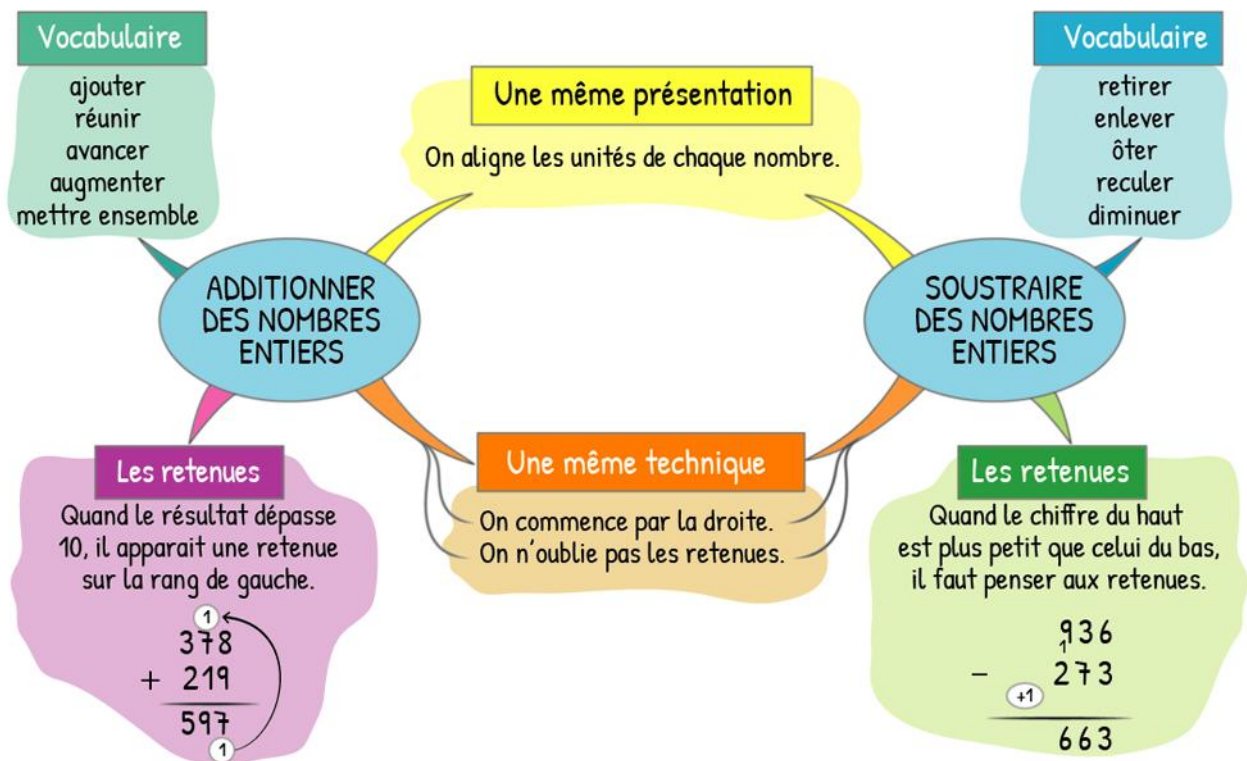 Vocabulaire
ajouter
réunir
avancer
augmenter
mettre ensemble
Une même présentation
On aligne les unités de chaque nombre.
Vocabulaire
retirer
enlever
ôter
reculer
diminuer
ADDITIONNER
DES NOMBRES
ENTIERS
SOUSTRAIRE
DES NOMBRES
ENTIERS
Les retenues
Quand le résultat dépasse
10, il apparait une retenue
sur la rang de gauche.
1
378
+ 219
597
1
Une même technique
On commence par la droite.
On n'oublie pas les retenues.
Les retenues
Quand le chiffre du haut
est plus petit que celui du bas,
il faut penser aux retenues.
936
1
- 273
+1
663